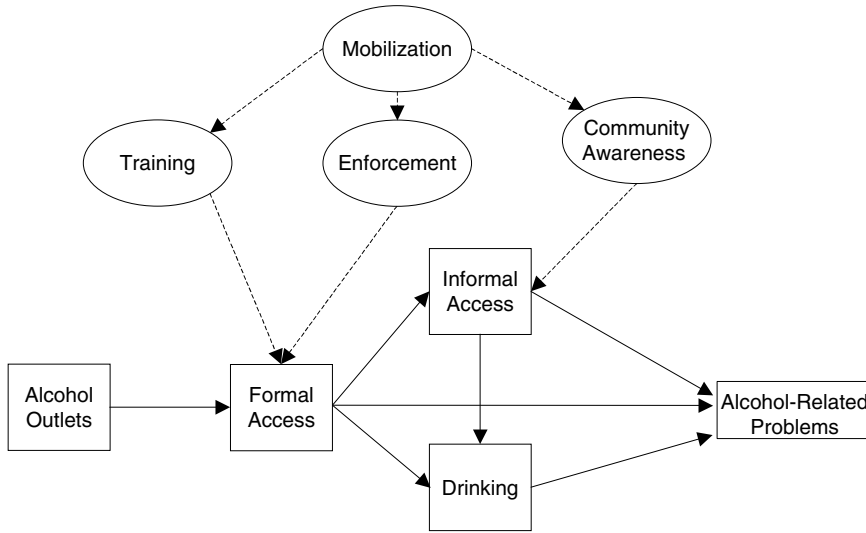 Mobilization
Training
Enforcement
Community
Awareness
Informal
Access
Alcohol
Outlets
Formal
Access
Alcohol-Related
Problems
Drinking